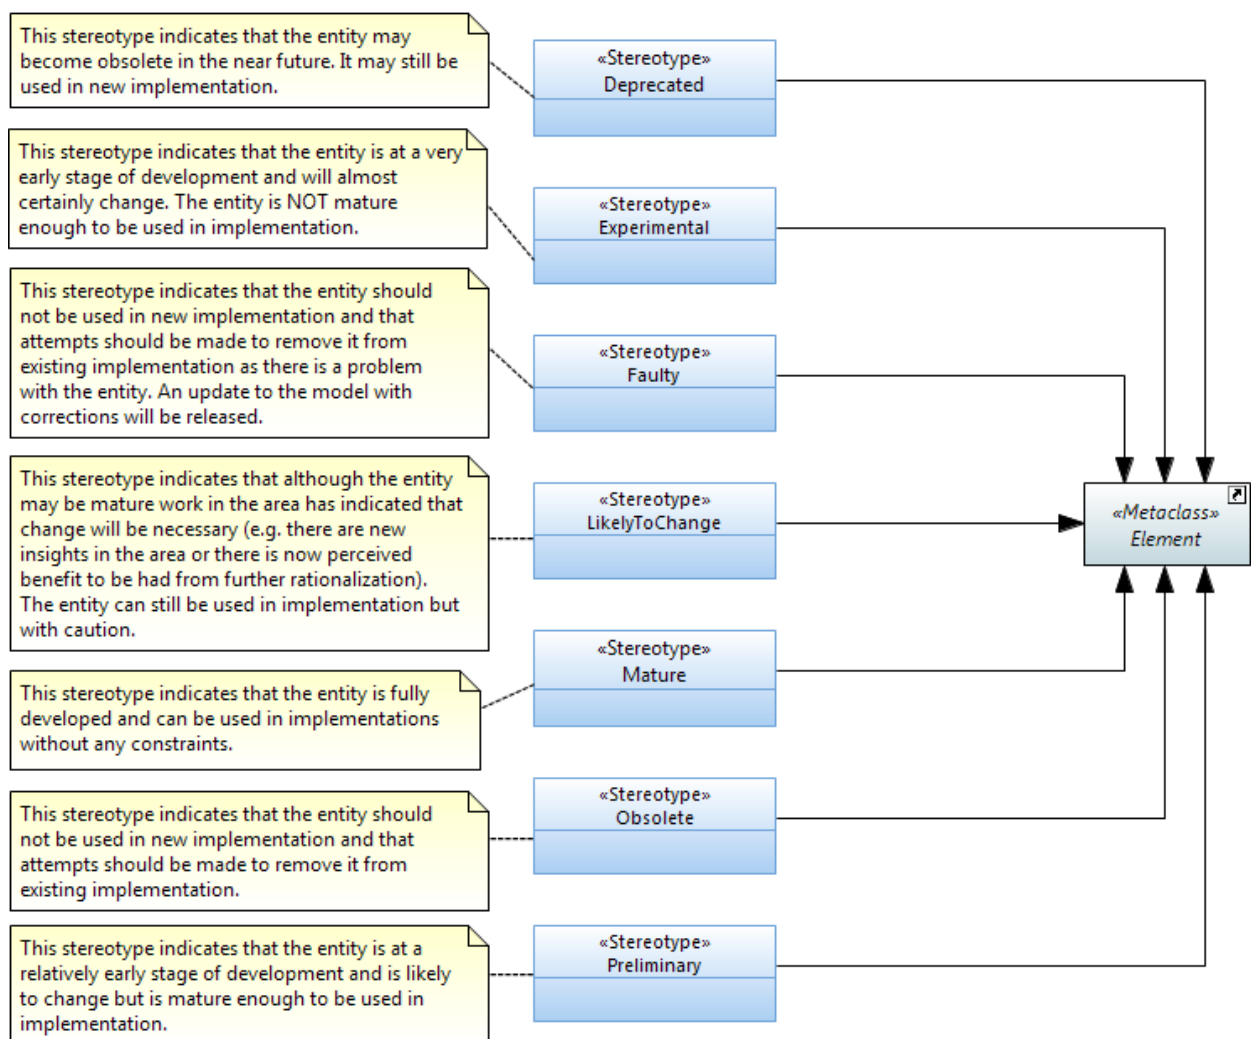 This stereotype indicates that the entity may
become obsolete in the near future. It may still be
used in new implementation.
«Stereotype»
Deprecated
This stereotype indicates that the entity is at a very
early stage of development and will almost
certainly change. The entity is NOT mature
enough to be used in implementation.
«Stereotype»
Experimental
This stereotype indicates that the entity should
not be used in new implementation and that
attempts should be made to remove it from
existing implementation as there is a problem
with the entity. An update to the model with
corrections will be released.
«Stereotype»
Faulty
This stereotype indicates that although the entity
may be mature work in the area has indicated that
change will be necessary (e.g. there are new
insights in the area or there is now perceived
benefit to be had from further rationalization).
The entity can still be used in implementation but
with caution.
«Stereotype»
LikelyToChange
«Metaclass»
Element
This stereotype indicates that the entity is fully
developed and can be used in implementations
without any constraints.
«Stereotype»
Mature
This stereotype indicates that the entity should
not be used in new implementation and that
attempts should be made to remove it from
existing implementation.
«Stereotype»
Obsolete
This stereotype indicates that the entity is at a
relatively early stage of development and is likely
to change but is mature enough to be used in
implementation.
«Stereotype»
Preliminary